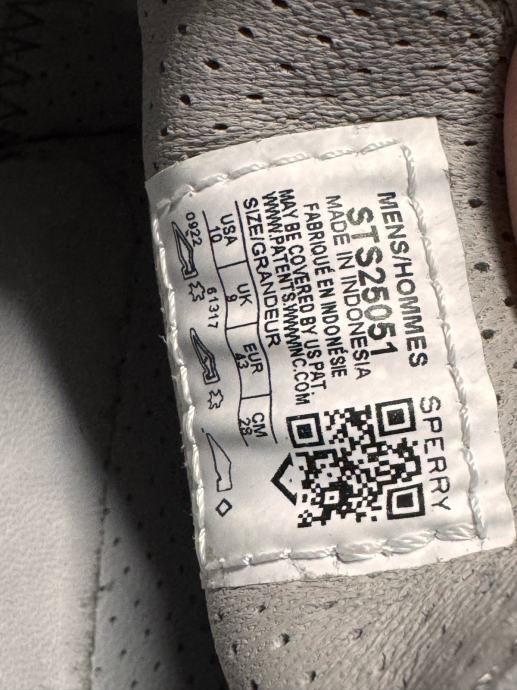 MENS/HOMMES
STS25051
MADE IN INDONESIA
FABRIQUÉ EN INDONÉSIE
MAY BE COVERED BY US PAT.
WWW.PATENTS.WWWINC.COM
SIZE/GRANDEUR
USA UK EUR CM
10 9 43 28
0922 61317
SPERRY